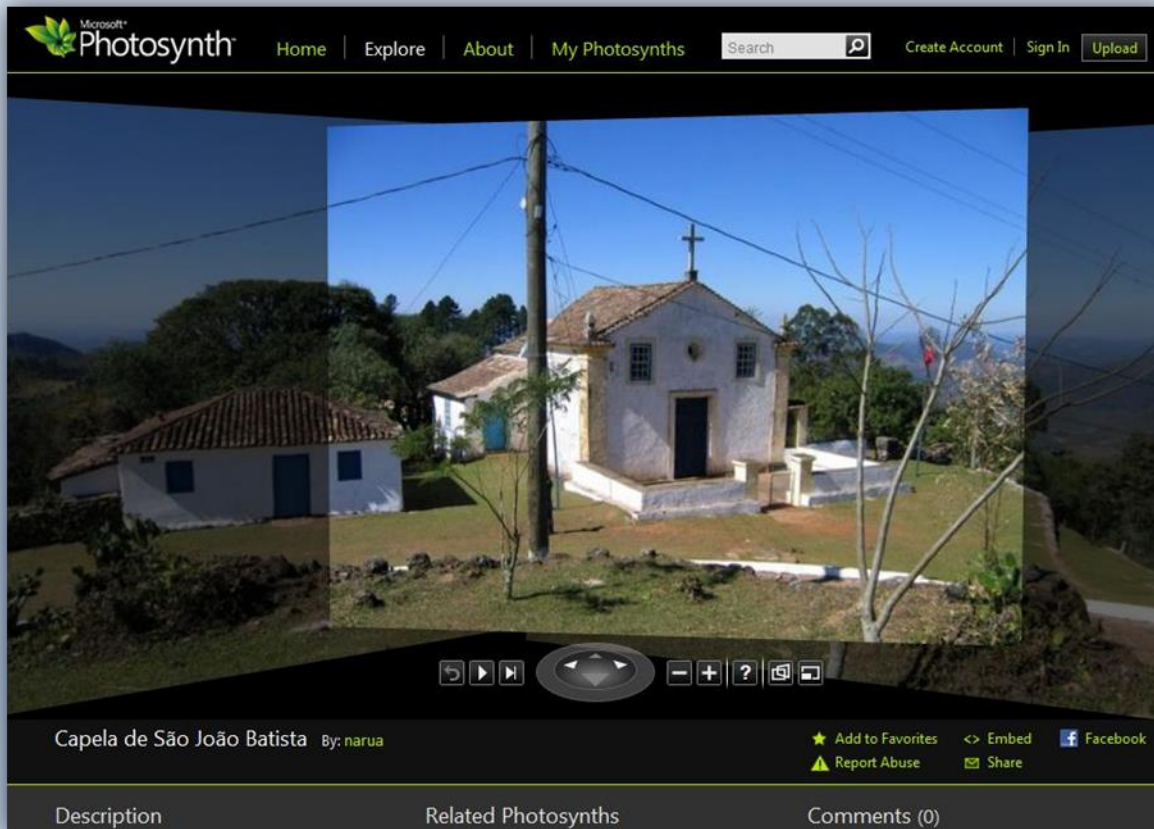 Microsoft®
Photosynth™
Home | Explore | About | My Photosynths
Search
Create Account | Sign In
Upload
?
Capela de São João Batista By: narua
Add to Favorites <> Embed Facebook
Report Abuse Share
Description Related Photosynths Comments (0)